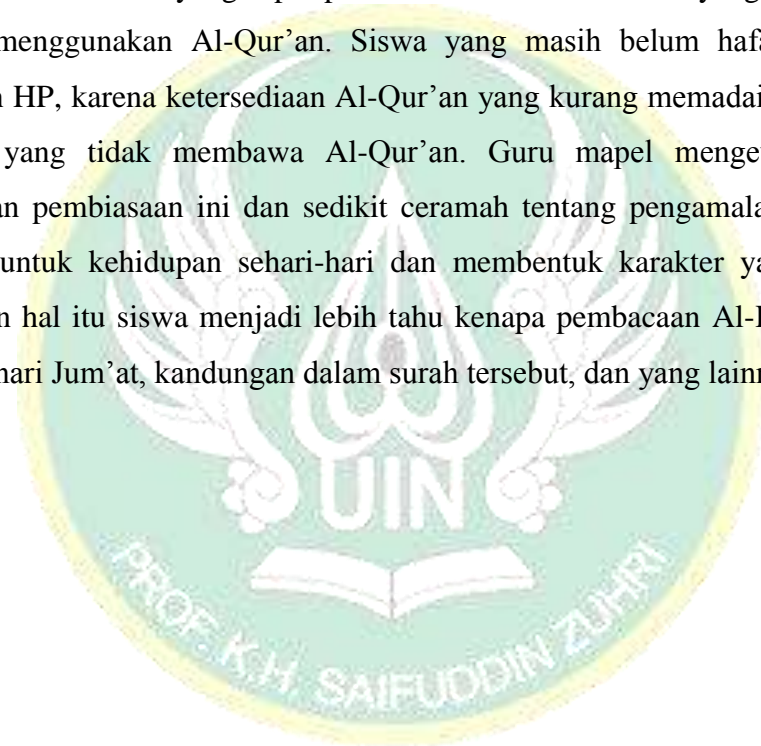 menggunakan Al-Qur'an. Siswa yang masih belum
HP, karena ketersediaan Al-Qur'an yang kurang memadai
yang tidak membawa Al-Qur'an. Guru mapel
pembiasaan ini dan sedikit ceramah tentang
untuk kehidupan sehari-hari dan membentuk karakter
hal itu siswa menjadi lebih tahu kenapa pembacaan
hari Jum'at, kandungan dalam surah tersebut, dan yang
UIN
PROF. K.H. SAIFUDDIN ZUHRI